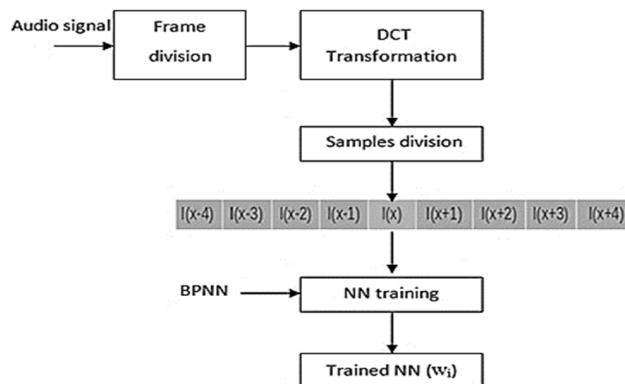 Audio signal
Frame
division
DCT
Transformation
Samples division
I(x-4) I(x-3) I(x-2) I(x-1) I(x) I(x+1) I(x+2) I(x+3) I(x+4)
BPNN
NN training
Trained NN (wi)